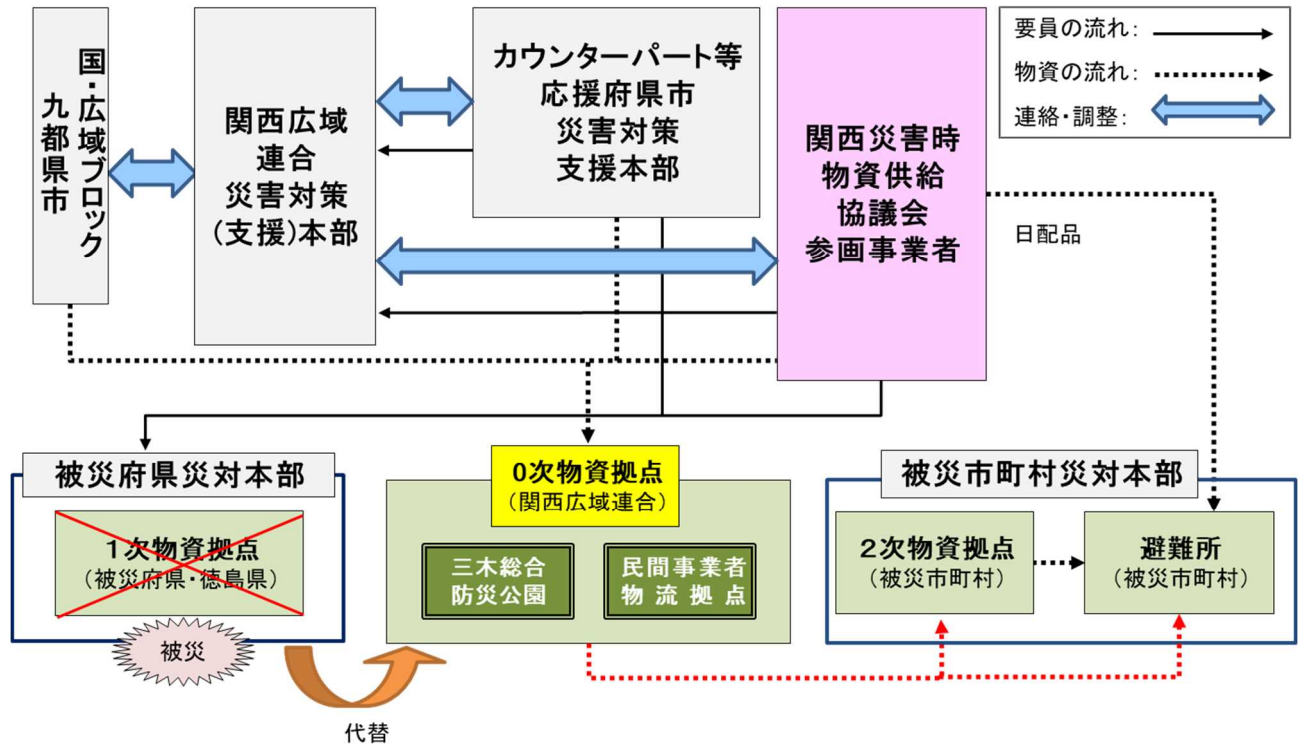 国・広域ブロック
九都県市
関西広域
連合
災害対策
(支援)本部
カウンターパート等
応援府県市
災害対策
支援本部
関西災害時
物資供給
協議会
参画事業者
要員の流れ:
物資の流れ:
連絡・調整:
日配品
被災府県災対本部
1次物資拠点
(被災府県・徳島県)
被災
代替
0次物資拠点
(関西広域連合)
三木総合
防災公園
民間事業者
物流拠点
被災市町村災対本部
2次物資拠点
(被災市町村)
避難所
(被災市町村)